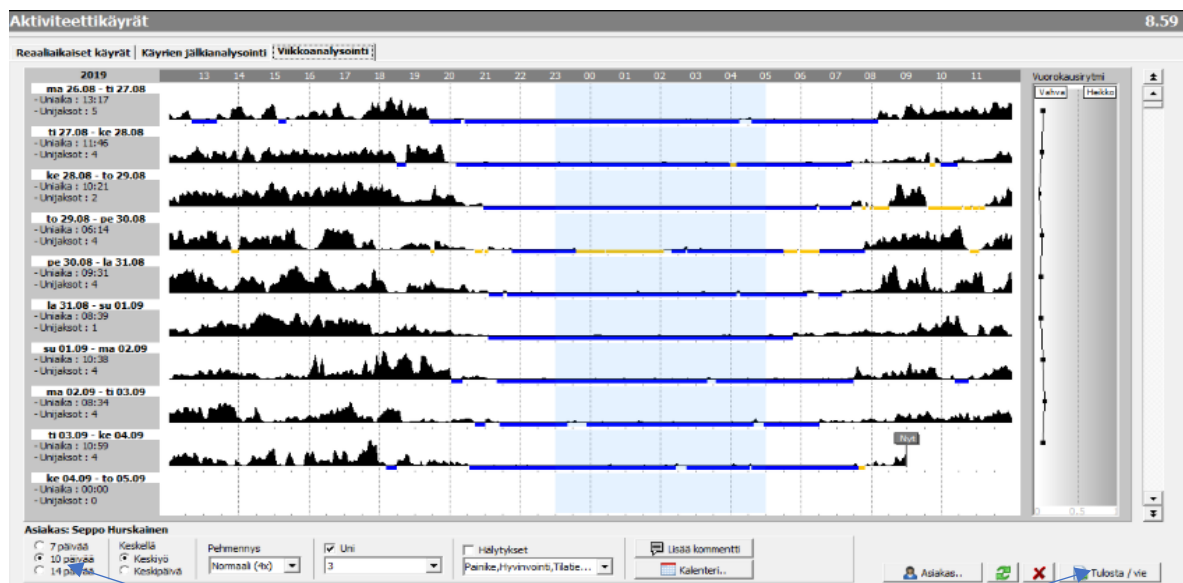 Aktiviteettikäyrät 8.59
Reaaliaikaiset käyrät Käyrien jälkianalysointi Viikkoanalysointi
2019 13 14 15 16 17 18 19 20 21 22 23 00 01 02 03 04 05 06 07 08 09 10 11 Vuorokausirytmi
Vahva Heikko
ma 26.08 - ti 27.08
- Uniaika : 13:17
- Unijaksot : 5
ti 27.08 - ke 28.08
- Uniaika : 11:46
- Unijaksot : 4
ke 28.08 - to 29.08
- Uniaika : 10:21
- Unijaksot : 2
to 29.08 - pe 30.08
- Uniaika : 06:14
- Unijaksot : 4
pe 30.08 - la 31.08
- Uniaika : 09:31
- Unijaksot : 4
la 31.08 - su 01.09
- Uniaika : 08:39
- Unijaksot : 1
su 01.09 - ma 02.09
- Uniaika : 10:38
- Unijaksot : 4
ma 02.09 - ti 03.09
- Uniaika : 08:34
- Unijaksot : 4
ti 03.09 - ke 04.09
- Uniaika : 10:59
- Unijaksot : 4
Nyt
ke 04.09 - to 05.09
- Uniaika : 00:00
- Unijaksot : 0
0 0.5 1
Asiakas: Seppo Hurskainen
7 päivää
10 päivää
14 päivää
Keskellä
Keskiyö
Keskipäivä
Pehmennys
Normaali (4x)
Uni
3
Hälytykset
Painike,Hyvinvointi,Tilatie...
Lisää kommentti
Kalenteri..
Asiakas..
Tulosta / vie